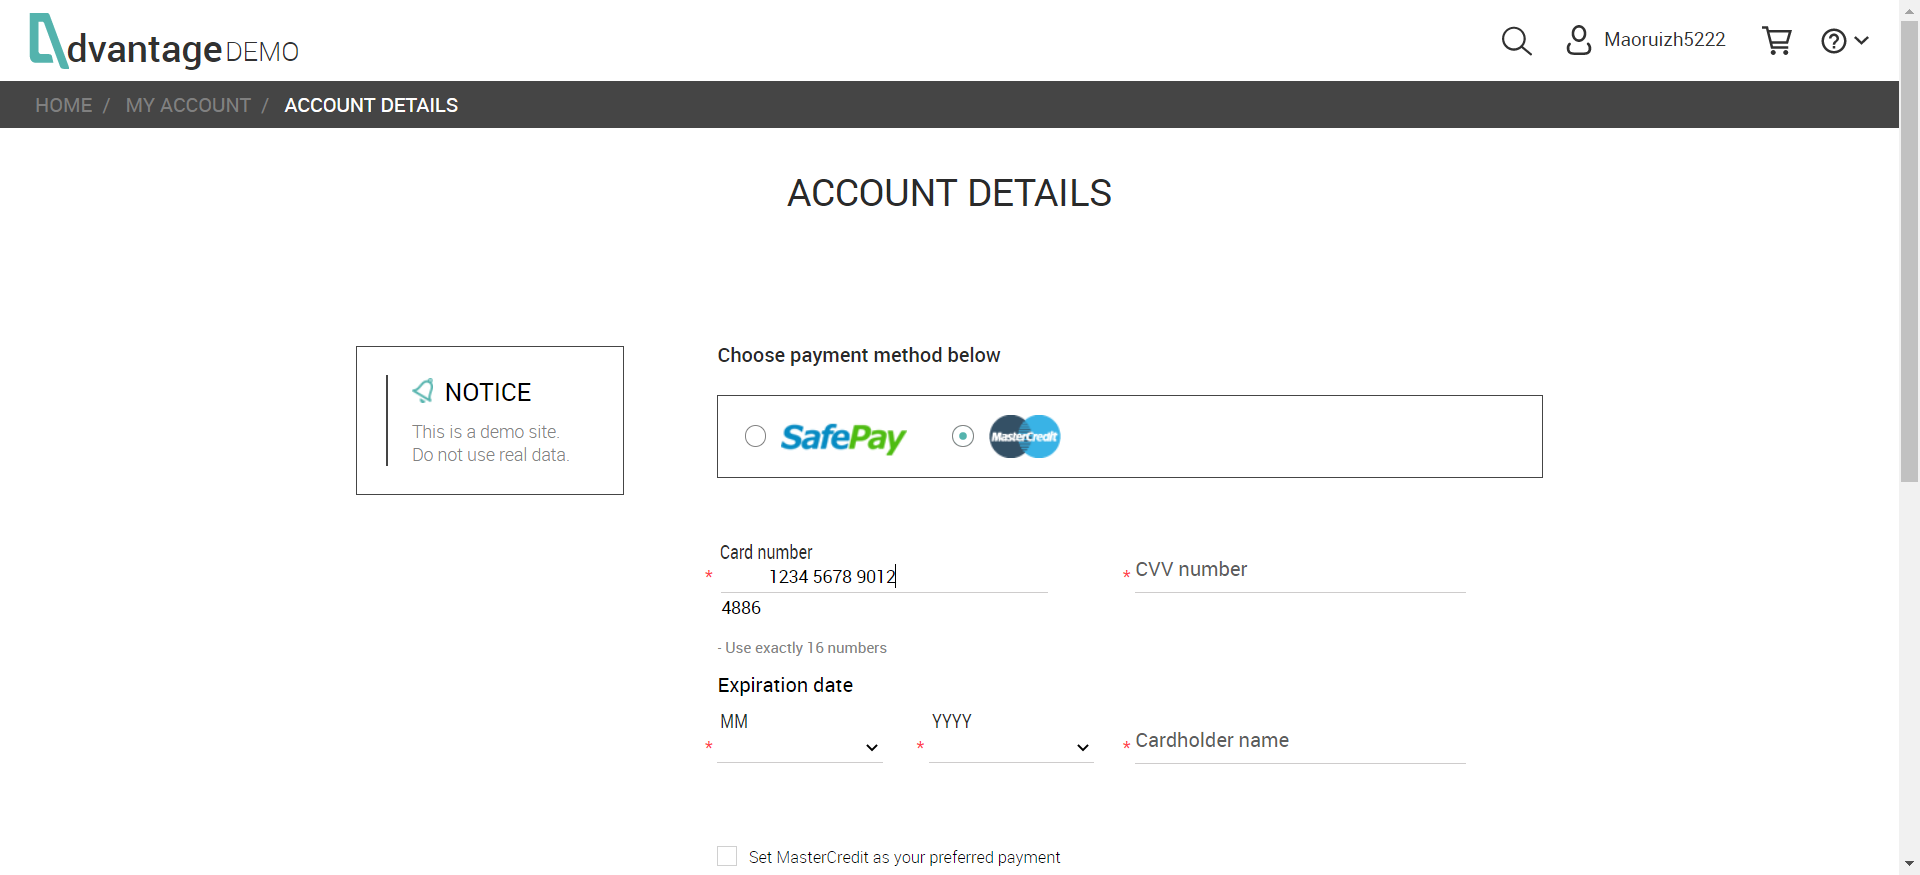 dvantage DEMO
Maoruizh5222
HOME / MY ACCOUNT / ACCOUNT DETAILS
ACCOUNT DETAILS
NOTICE
This is a demo site.
Do not use real data.
Choose payment method below
SafePay
MasterCredit
Card number
* 1234 5678 9012
4886
- Use exactly 16 numbers
* CVV number
Expiration date
MM
*
YYYY
*
* Cardholder name
Set MasterCredit as your preferred payment